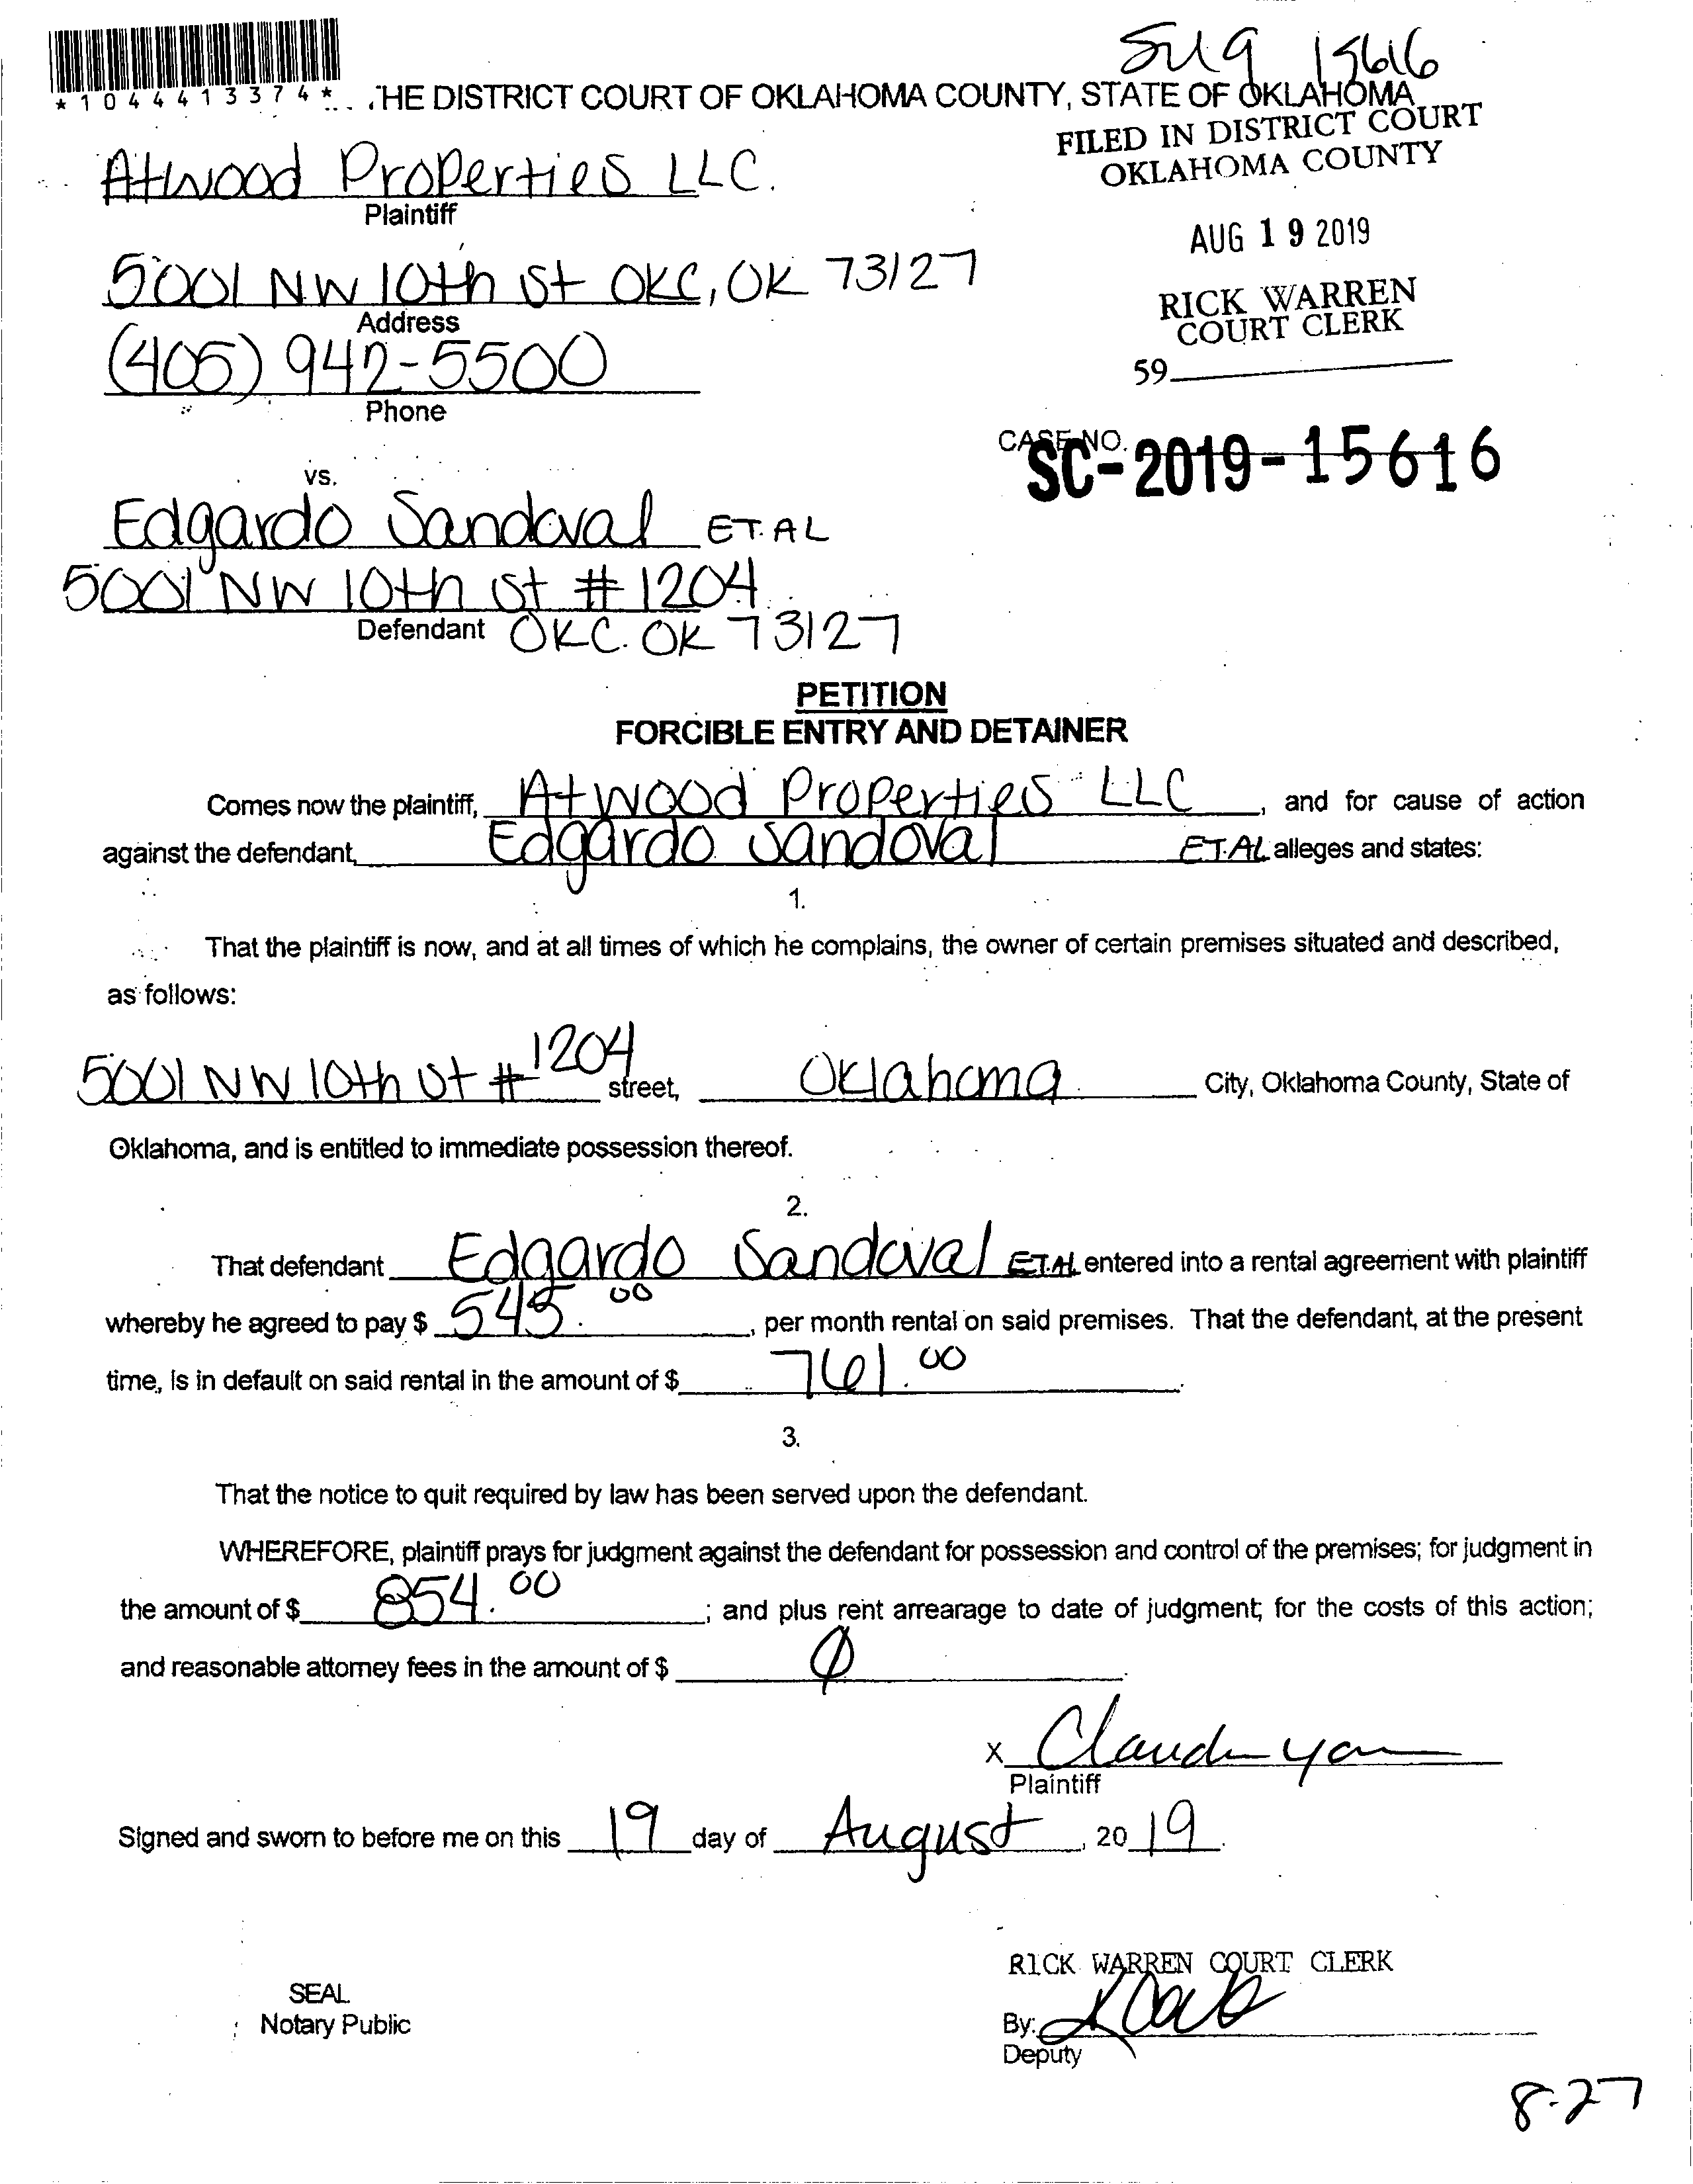 SU9 15616
*1044413374* THE DISTRICT COURT OF OKLAHOMA COUNTY, STATE OF OKLAHOMA
FILED IN DISTRICT COURT
OKLAHOMA COUNTY
Atwood Properties LLC.
Plaintiff
AUG 19 2019
5001 NW 10th St OKC, OK 73127
Address
RICK WARREN
COURT CLERK
(405) 942-5500
Phone
59
CASE NO.
SC-2019-15616
vs.
Edgardo Sandoval ET.AL
5001 NW 10th St # 1204
Defendant OKC. OK 73127
PETITION
FORCIBLE ENTRY AND DETAINER
Comes now the plaintiff, Atwood Properties LLC, and for cause of action
against the defendant, Edgardo Sandoval ET.AL alleges and states:
1.
That the plaintiff is now, and at all times of which he complains, the owner of certain premises situated and described,
as follows:
5001 NW 10th St # 1204 street, Oklahoma City, Oklahoma County, State of
Oklahoma, and is entitled to immediate possession thereof.
2.
That defendant Edgardo Sandoval ET.AL entered into a rental agreement with plaintiff
whereby he agreed to pay $ 545.00, per month rental on said premises. That the defendant, at the present
time, is in default on said rental in the amount of $ 761.00.
3.
That the notice to quit required by law has been served upon the defendant.
WHEREFORE, plaintiff prays for judgment against the defendant for possession and control of the premises; for judgment in
the amount of $ 854.00; and plus rent arrearage to date of judgment; for the costs of this action;
and reasonable attorney fees in the amount of $ Ø.
X
Plaintiff
Signed and sworn to before me on this 19 day of August, 2019.
RICK WARREN COURT CLERK
SEAL
Notary Public
By:
Deputy
8-27